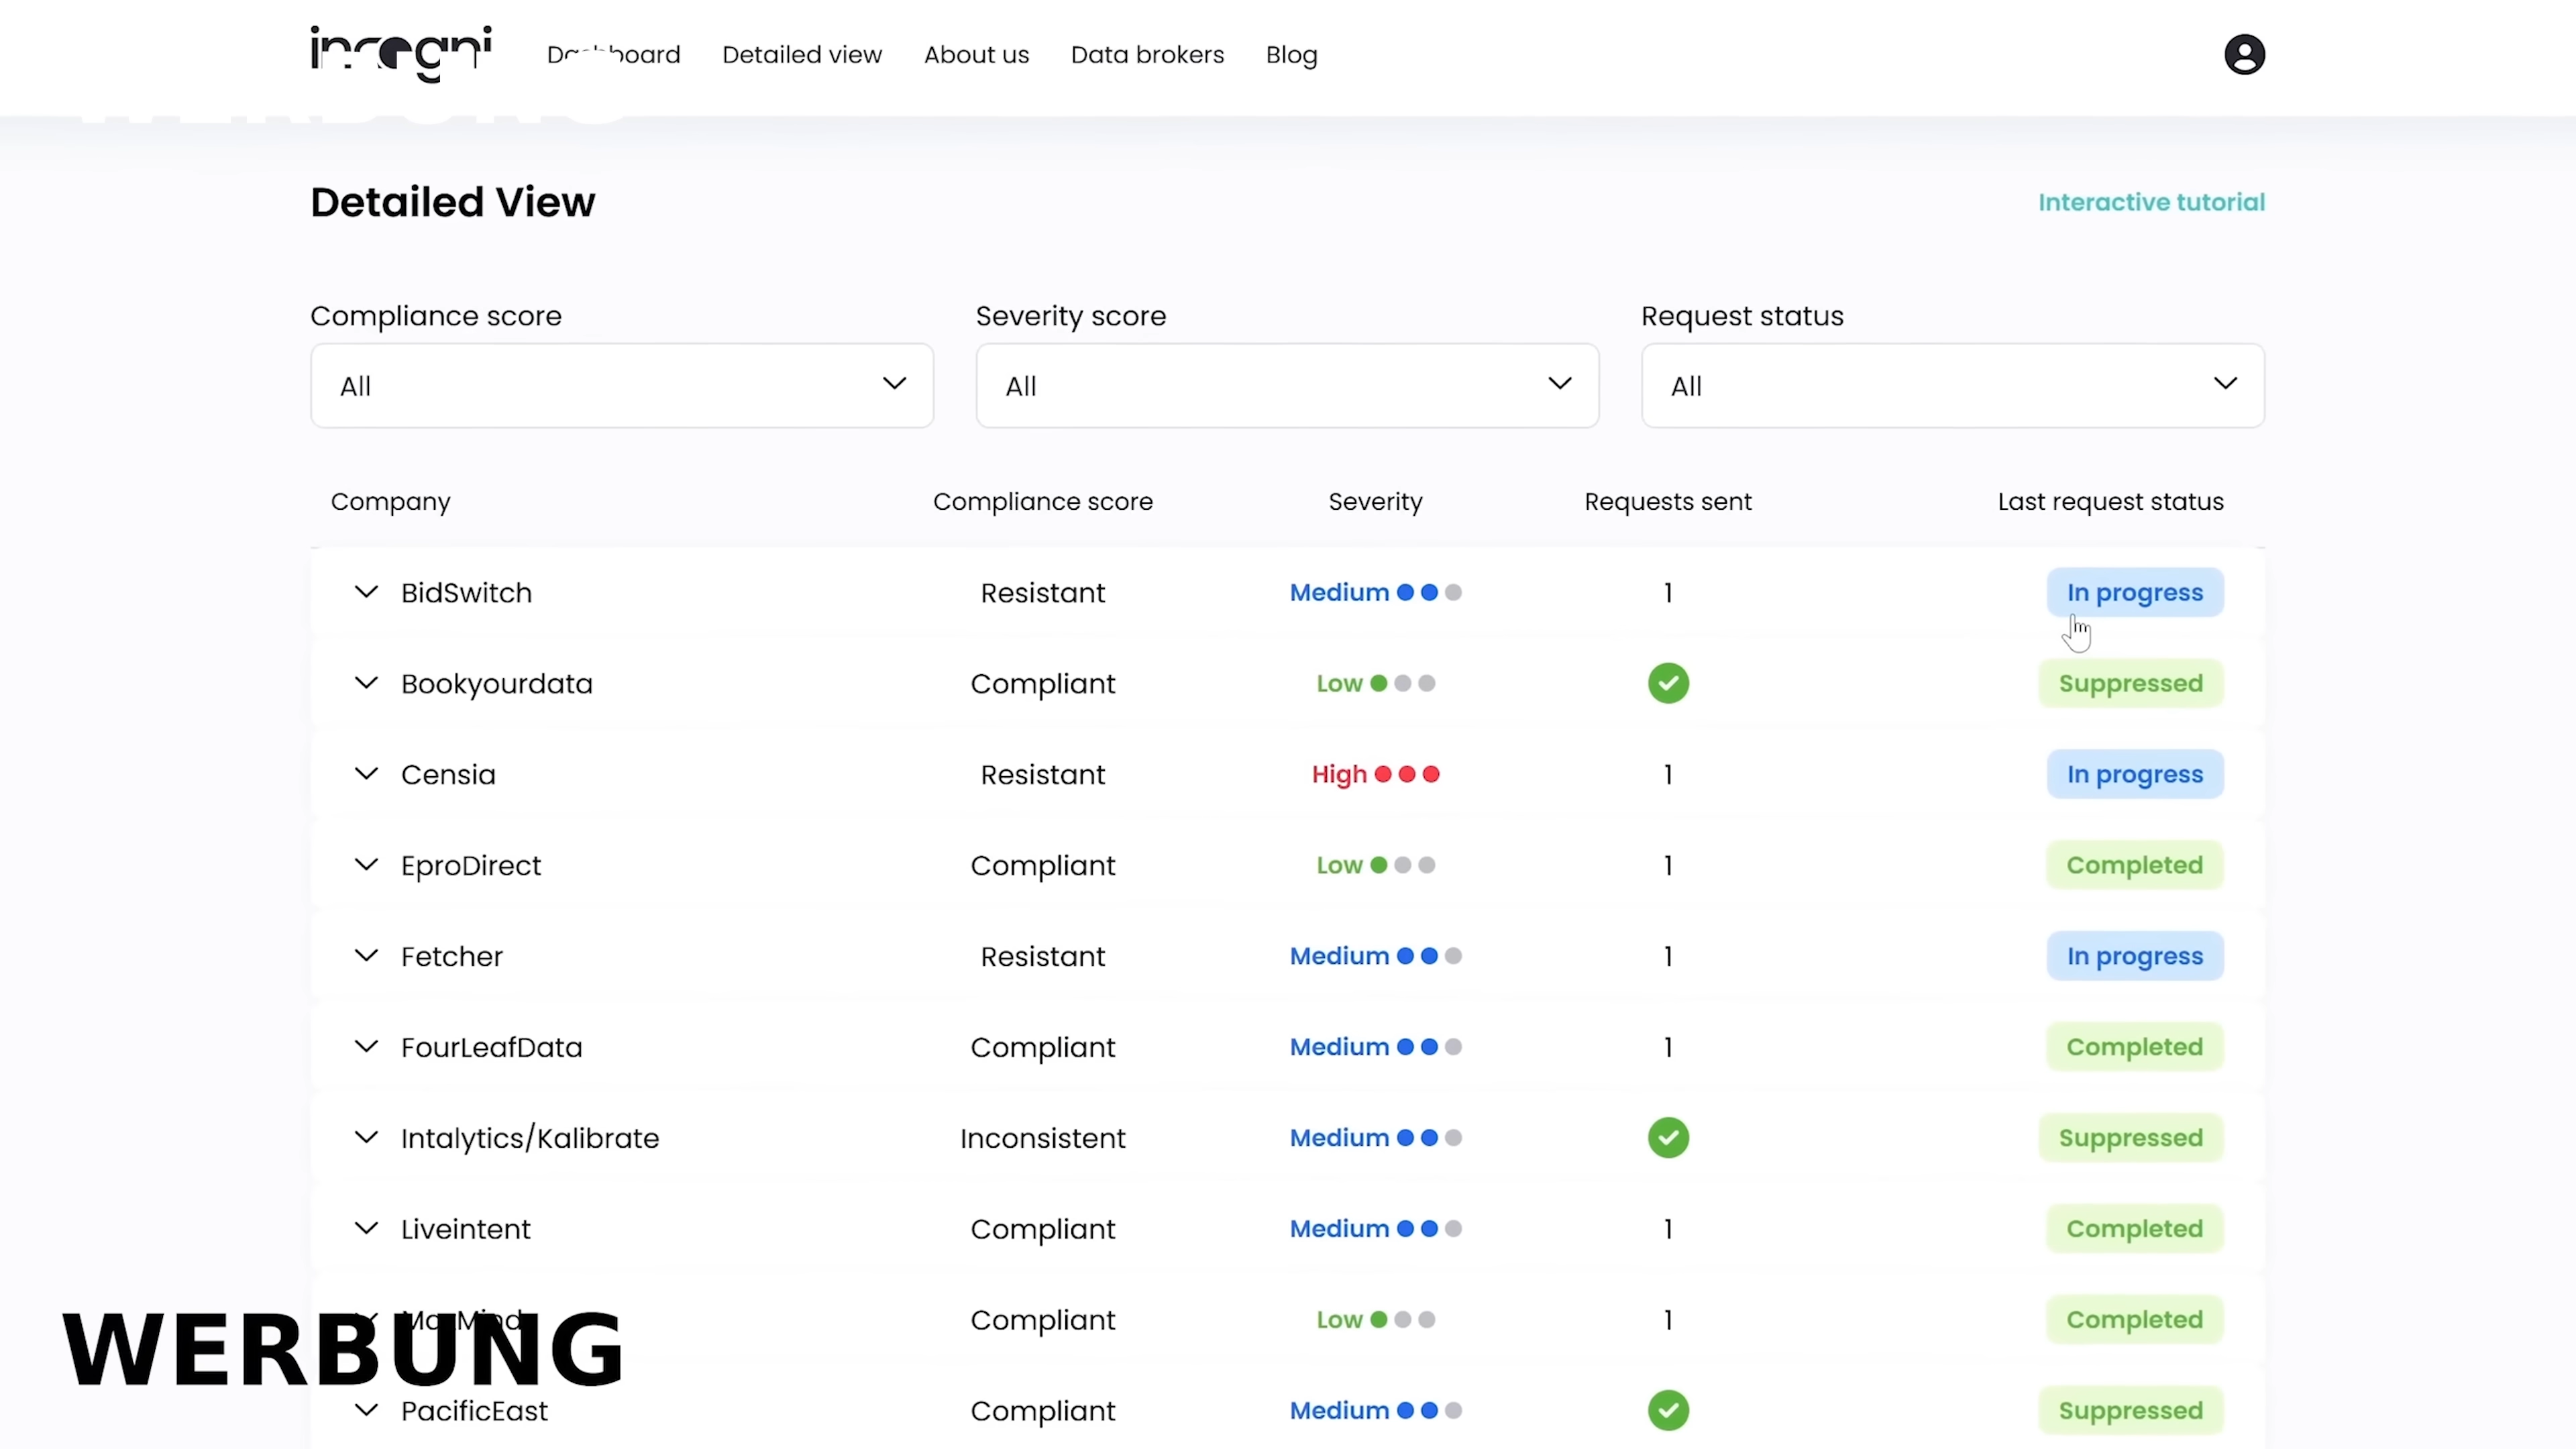 incogni Dashboard Detailed view About us Data brokers Blog
Detailed View Interactive tutorial
Compliance score Severity score Request status
All All All
Company Compliance score Severity Requests sent Last request status
BidSwitch Resistant Medium 1 In progress
Bookyourdata Compliant Low Suppressed
Censia Resistant High 1 In progress
EproDirect Compliant Low 1 Completed
Fetcher Resistant Medium 1 In progress
FourLeafData Compliant Medium 1 Completed
Intalytics/Kalibrate Inconsistent Medium Suppressed
Liveintent Compliant Medium 1 Completed
Compliant Low 1 Completed
WERBUNG
PacificEast Compliant Medium Suppressed